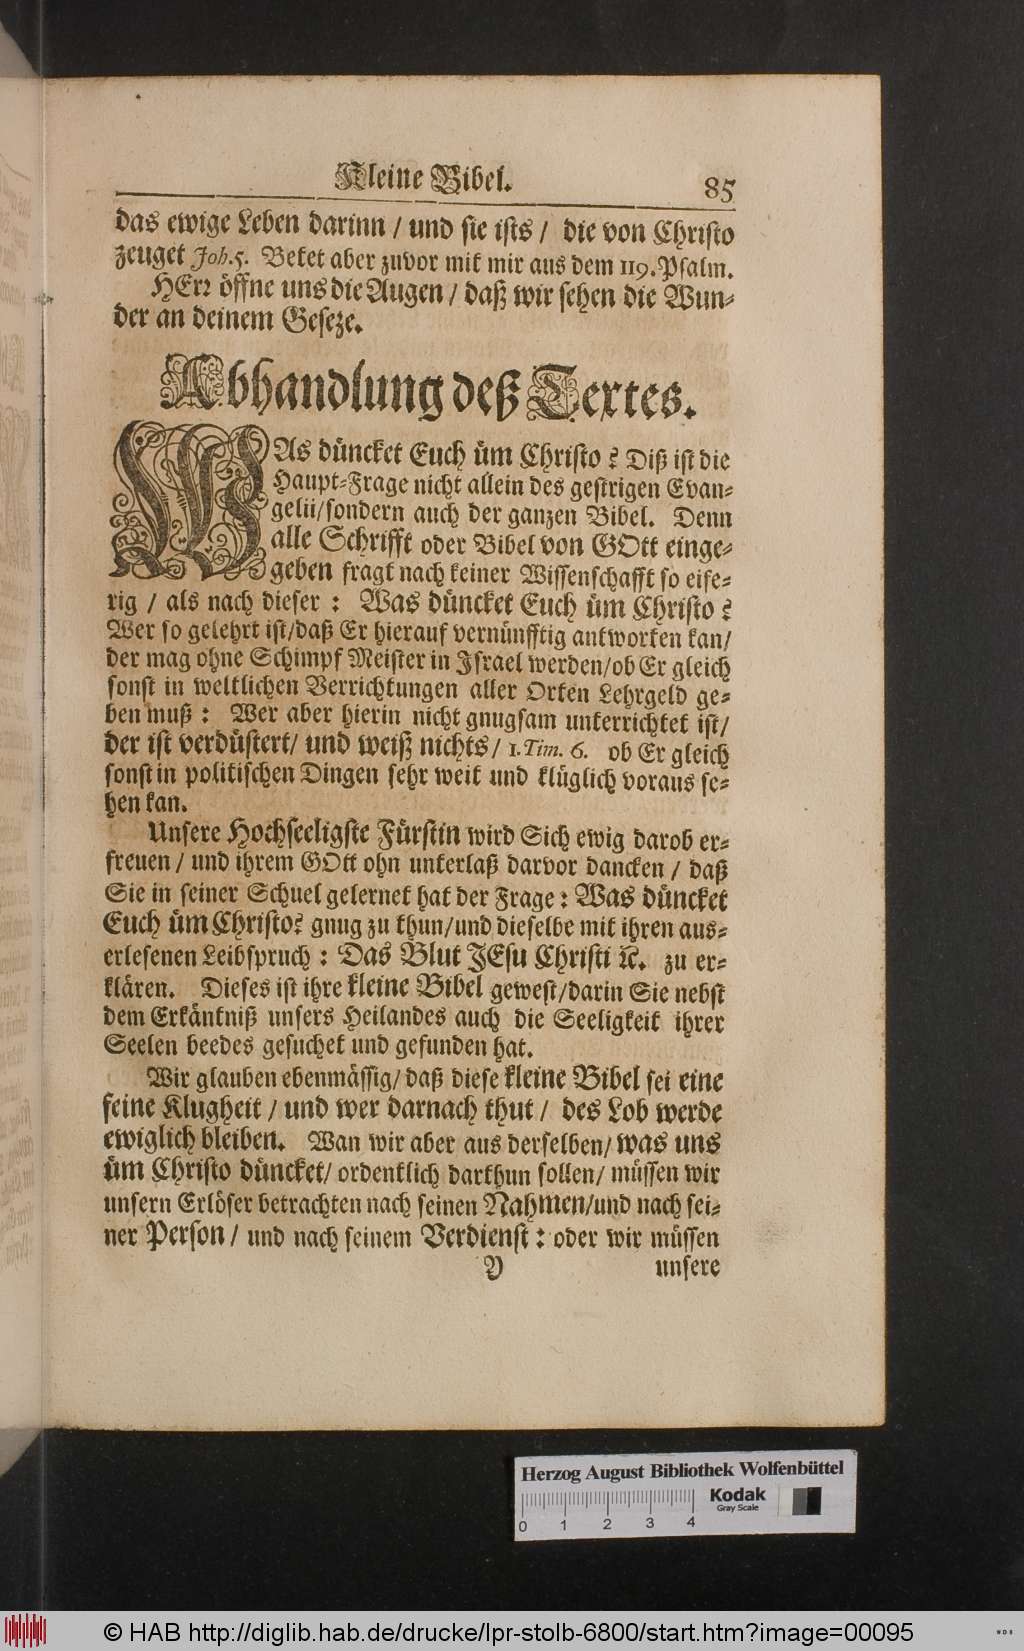 Kleine Bibel. 85
das ewige Leben darinn / und sie ists / die von Christo
zeuget Joh. 5. Betet aber zuvor mit mir aus dem 119. Psalm.
HErr öffne uns die Augen / daß wir sehen die Wun-
der an deinem Geseze.
Abhandlung deß Textes.
WAs düncket Euch üm Christo? Diß ist die
Haupt-Frage nicht allein des gestrigen Evan-
gelii/sondern auch der ganzen Bibel. Denn
alle Schrifft oder Bibel von GOtt einge-
geben fragt nach keiner Wissenschafft so eife-
rig / als nach dieser: Was düncket Euch üm Christo?
Wer so gelehrt ist/daß Er hierauf vernünfftig antworten kan/
der mag ohne Schimpf Meister in Israel werden/ob Er gleich
sonst in weltlichen Verrichtungen aller Orten Lehrgeld ge-
ben muß: Wer aber hierin nicht gnugsam unterrichtet ist/
der ist verdüstert/ und weiß nichts/ 1. Tim. 6. ob Er gleich
sonst in politischen Dingen sehr weit und klüglich voraus se-
hen kan.
Unsere Hochseeligste Fürstin wird Sich ewig darob er-
freuen / und ihrem GOtt ohn unterlaß darvor dancken / daß
Sie in seiner Schuel gelernet hat der Frage: Was düncket
Euch üm Christo? gnug zu thun/und dieselbe mit ihren aus-
erlesenen Leibspruch: Das Blut JEsu Christi ꝛc. zu er-
klären. Dieses ist ihre kleine Bibel gewest/darin Sie nebst
dem Erkäntniß unsers Heilandes auch die Seeligkeit ihrer
Seelen beedes gesuchet und gefunden hat.
Wir glauben ebenmässig/ daß diese kleine Bibel sei eine
feine Klugheit / und wer darnach thut / des Lob werde
ewiglich bleiben. Wan wir aber aus derselben/ was uns
üm Christo düncket/ ordentlich darthun sollen/ müssen wir
unsern Erlöser betrachten nach seinen Nahmen/und nach sei-
ner Person / und nach seinem Verdienst: oder wir müssen
Y unsere
Herzog August Bibliothek Wolfenbüttel
Kodak
Gray Scale
0 1 2 3 4
© HAB http://diglib.hab.de/drucke/lpr-stolb-6800/start.htm?image=00095